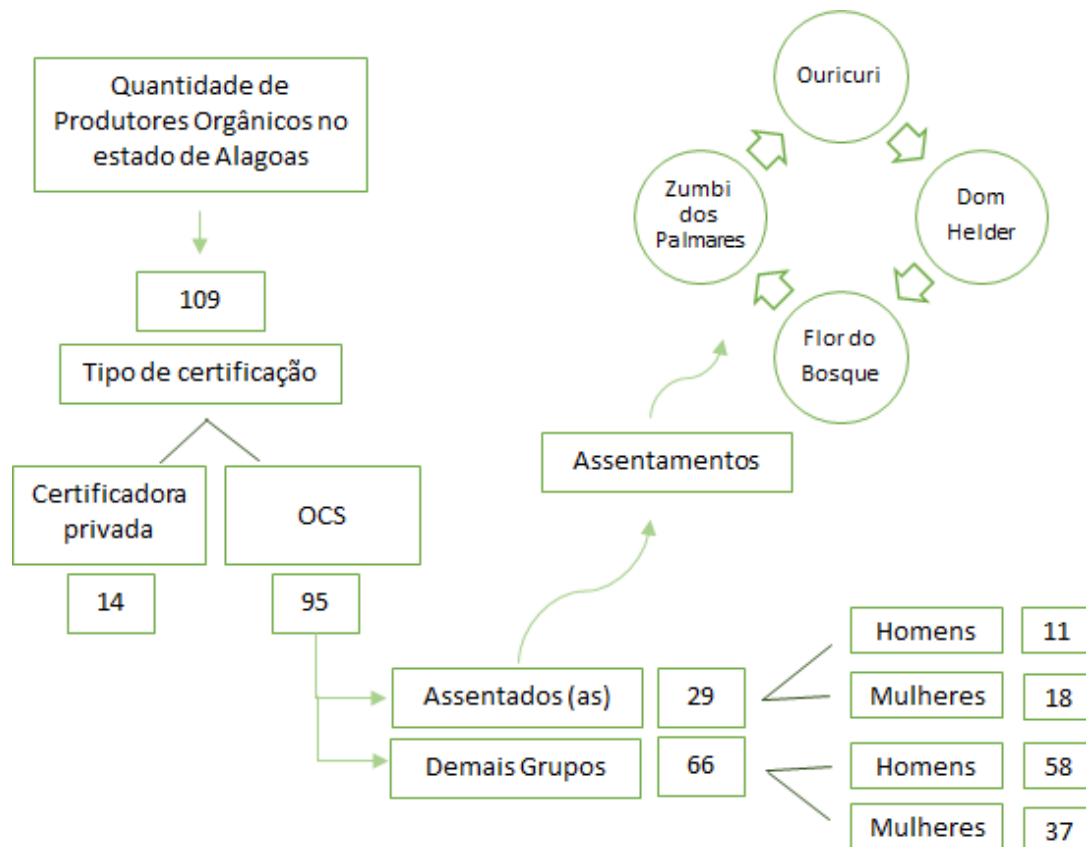 Quantidade de
Produtores Orgânicos no
estado de Alagoas
109
Tipo de certificação
Certificadora
privada
OCS
14
95
Ouricuri
Zumbi
dos
Palmares
Dom
Helder
Flor do
Bosque
Assentamentos
Assentados (as)
29
Demais Grupos
66
Homens
11
Mulheres
18
Homens
58
Mulheres
37